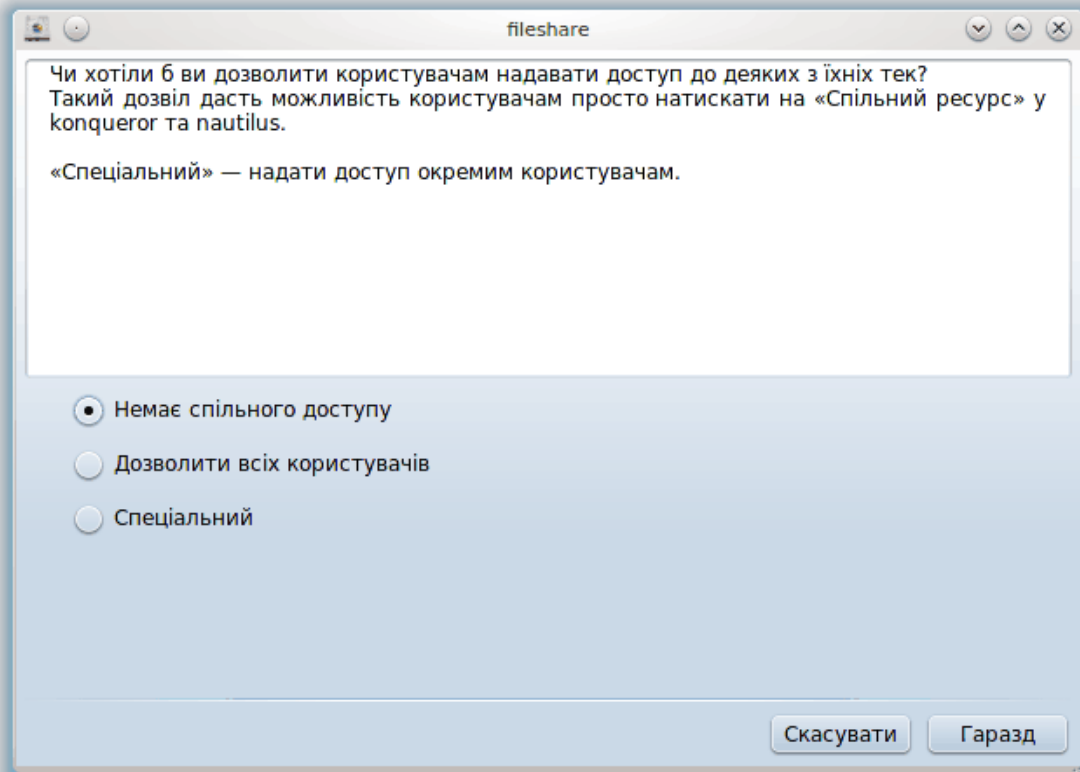 fileshare
Чи хотіли б ви дозволити користувачам надавати доступ до деяких з їхніх тек?
Такий дозвіл дасть можливість користувачам просто натискати на «Спільний ресурс» у
konqueror та nautilus.
«Спеціальний» — надати доступ окремим користувачам.
Немає спільного доступу
Дозволити всіх користувачів
Спеціальний
Скасувати
Гаразд